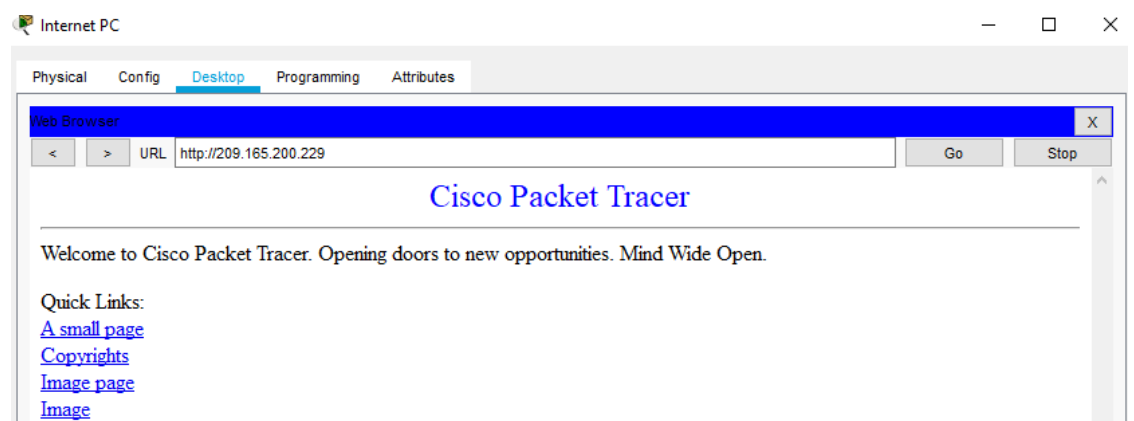 Internet PC
Physical Config Desktop Programming Attributes
Web Browser
X
< > URL http://209.165.200.229 Go Stop
Cisco Packet Tracer
Welcome to Cisco Packet Tracer. Opening doors to new opportunities. Mind Wide Open.
Quick Links:
A small page
Copyrights
Image page
Image